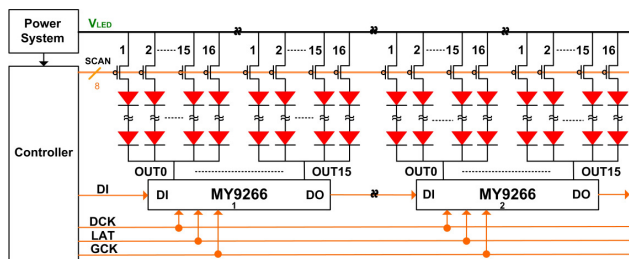 Power System
VLED
1 2 15 16 1 2 15 16 1 2 15 16 1 2 15 16
SCAN
8
Controller
OUT0 OUT15 OUT0 OUT15
DI DI MY9266 DO DI MY9266 DO
1 2
DCK
LAT
GCK